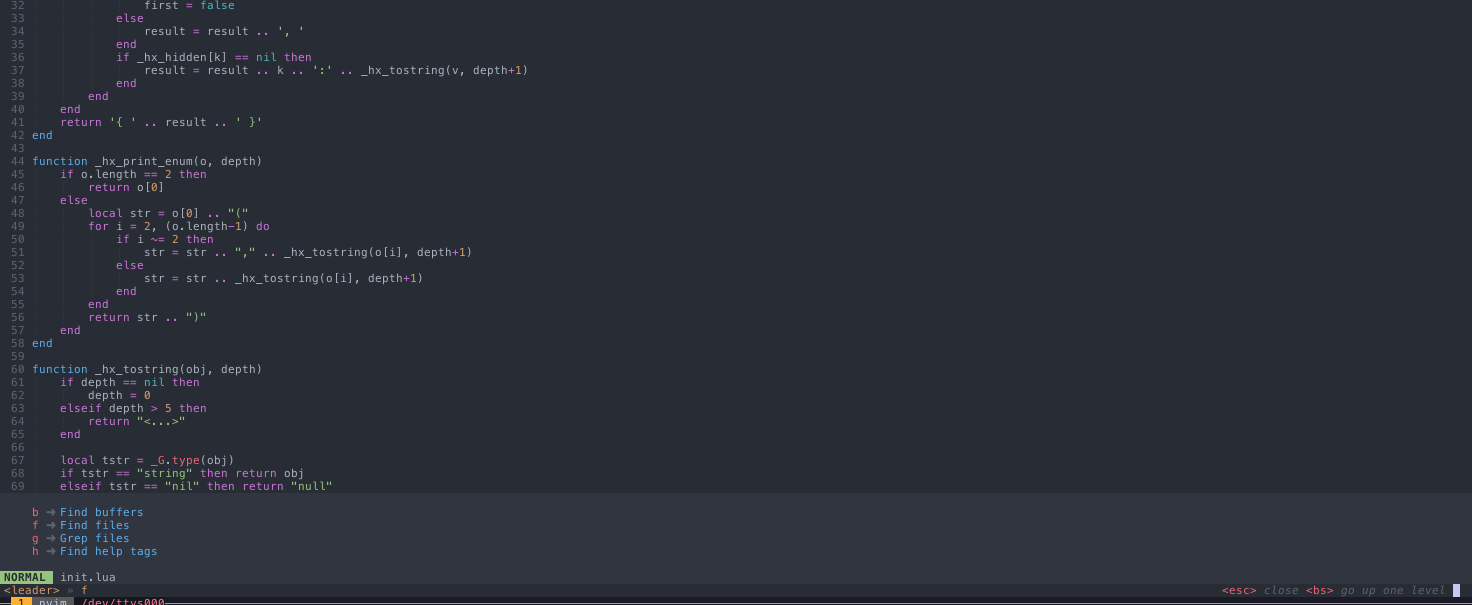 32                 first = false
33             else
34                 result = result .. ', '
35             end
36             if _hx_hidden[k] == nil then
37                 result = result .. k .. ':' .. _hx_tostring(v, depth+1)
38             end
39         end
40     end
41     return '{ ' .. result .. ' }'
42 end
43
44 function _hx_print_enum(o, depth)
45     if o.length == 2 then
46         return o[0]
47     else
48         local str = o[0] .. "("
49         for i = 2, (o.length-1) do
50             if i ~= 2 then
51                 str = str .. "," .. _hx_tostring(o[i], depth+1)
52             else
53                 str = str .. _hx_tostring(o[i], depth+1)
54             end
55         end
56         return str .. ")"
57     end
58 end
59
60 function _hx_tostring(obj, depth)
61     if depth == nil then
62         depth = 0
63     elseif depth > 5 then
64         return "<...>"
65     end
66
67     local tstr = _G.type(obj)
68     if tstr == "string" then return obj
69     elseif tstr == "nil" then return "null"
b ➜ Find buffers
f ➜ Find files
g ➜ Grep files
h ➜ Find help tags
NORMAL init.lua
<leader> » f <esc> close <bs> go up one level
1 nvim /dev/ttys000